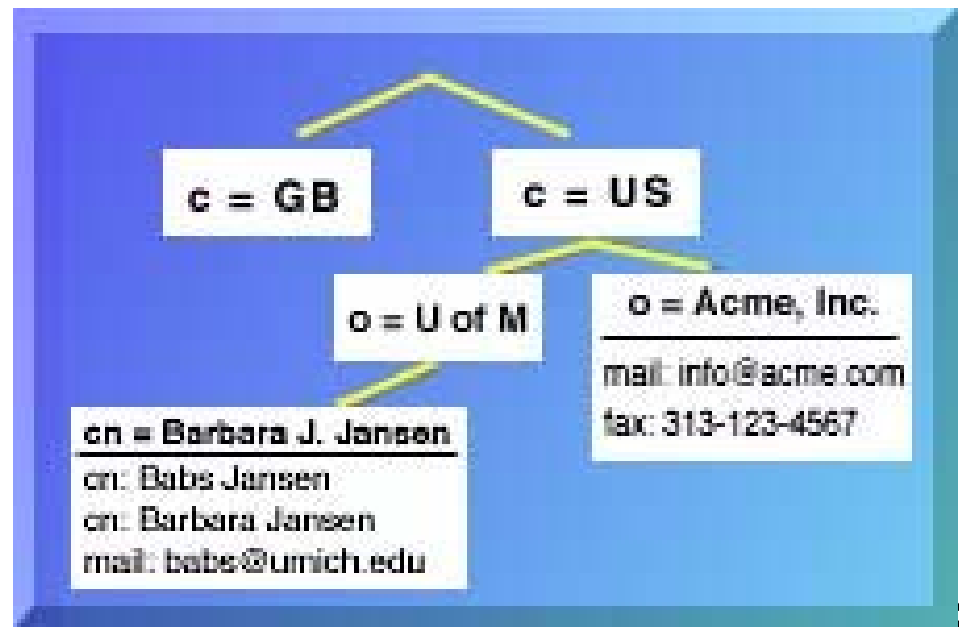 c = GB
c = US
o = U of M
o = Acme, Inc.
mail: info@acme.com
fax: 313-123-4567
cn = Barbara J. Jansen
cn: Babs Jansen
cn: Barbara Jansen
mail: babs@umich.edu